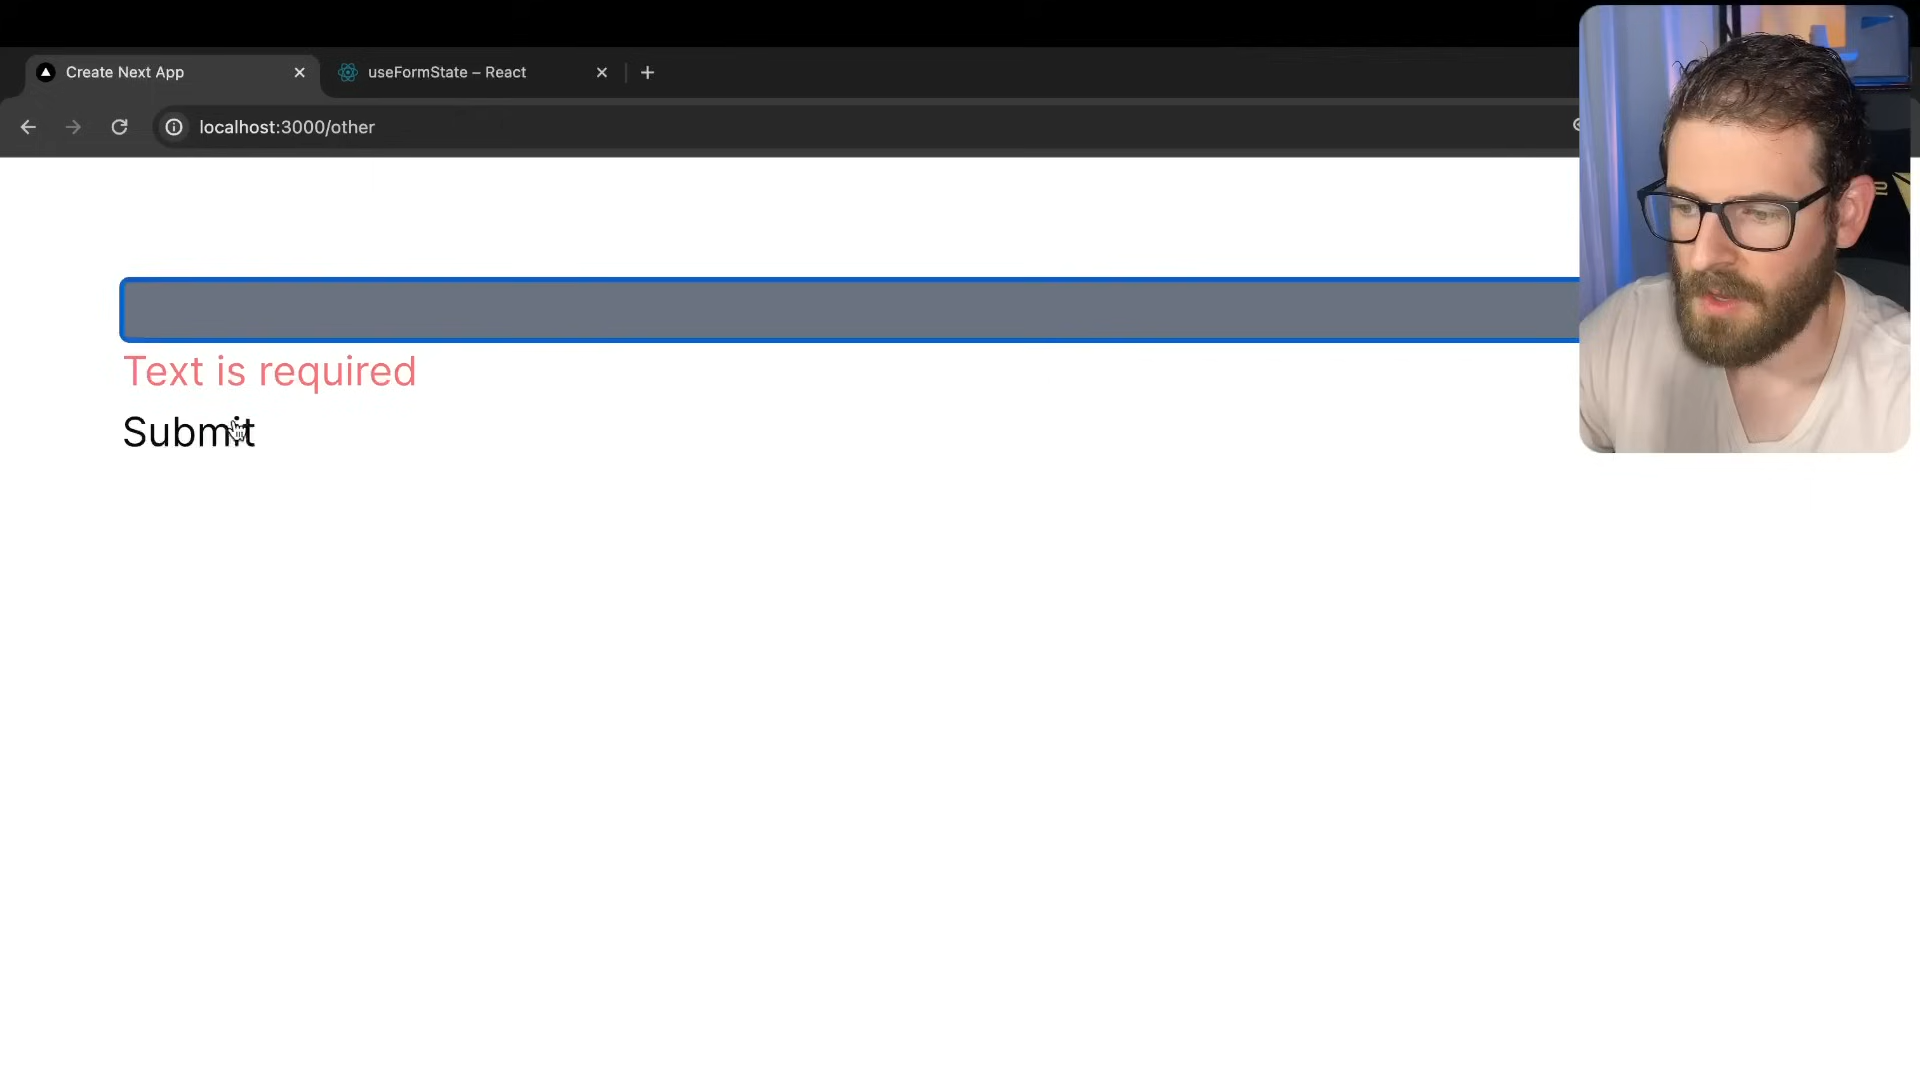 Create Next App
useFormState – React
localhost:3000/other
Text is required
Submit